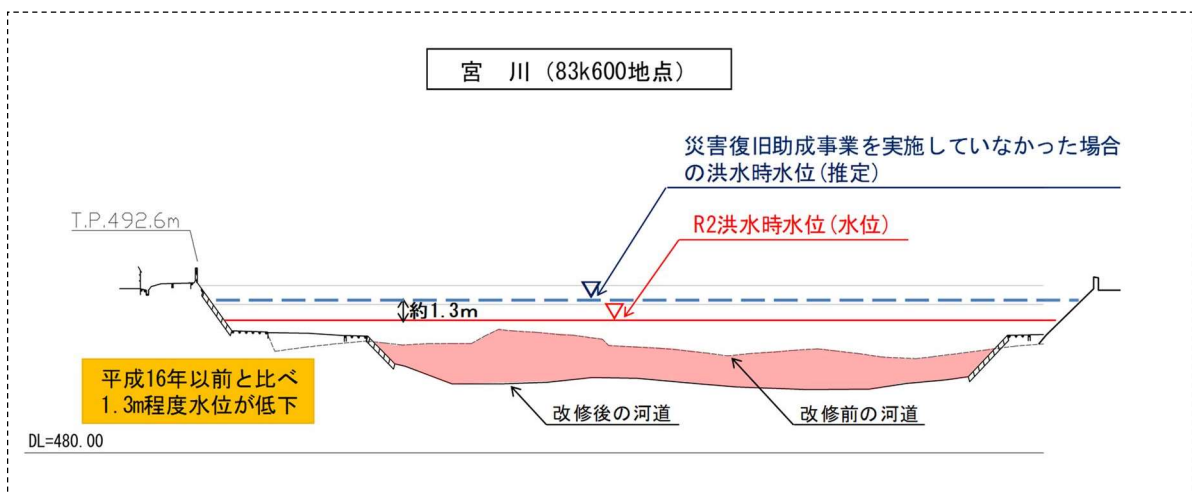 宮　川（83k600地点）
災害復旧助成事業を実施していなかった場合
の洪水時水位(推定)
T.P.492.6m
R2洪水時水位(水位)
約1.3m
平成16年以前と比べ
1.3m程度水位が低下
改修後の河道
改修前の河道
DL=480.00